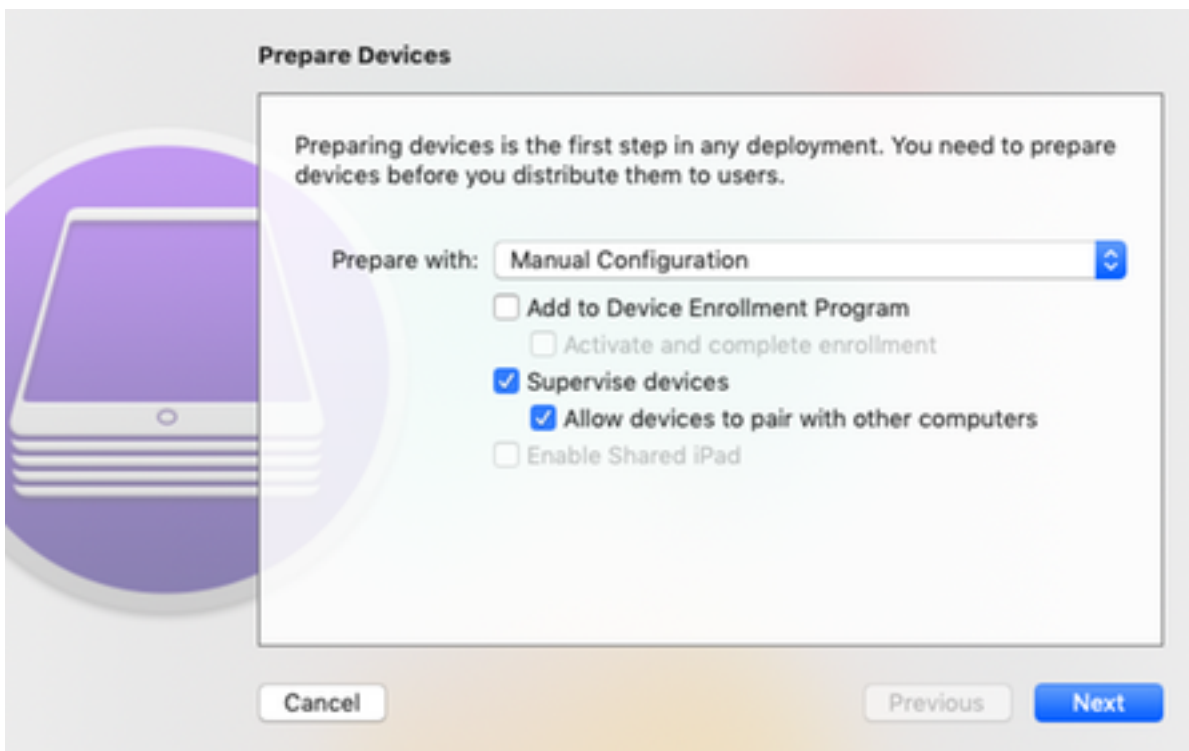 Prepare Devices
Preparing devices is the first step in any deployment. You need to prepare
devices before you distribute them to users.
Prepare with: Manual Configuration
Add to Device Enrollment Program
Activate and complete enrollment
Supervise devices
Allow devices to pair with other computers
Enable Shared iPad
Cancel Previous Next